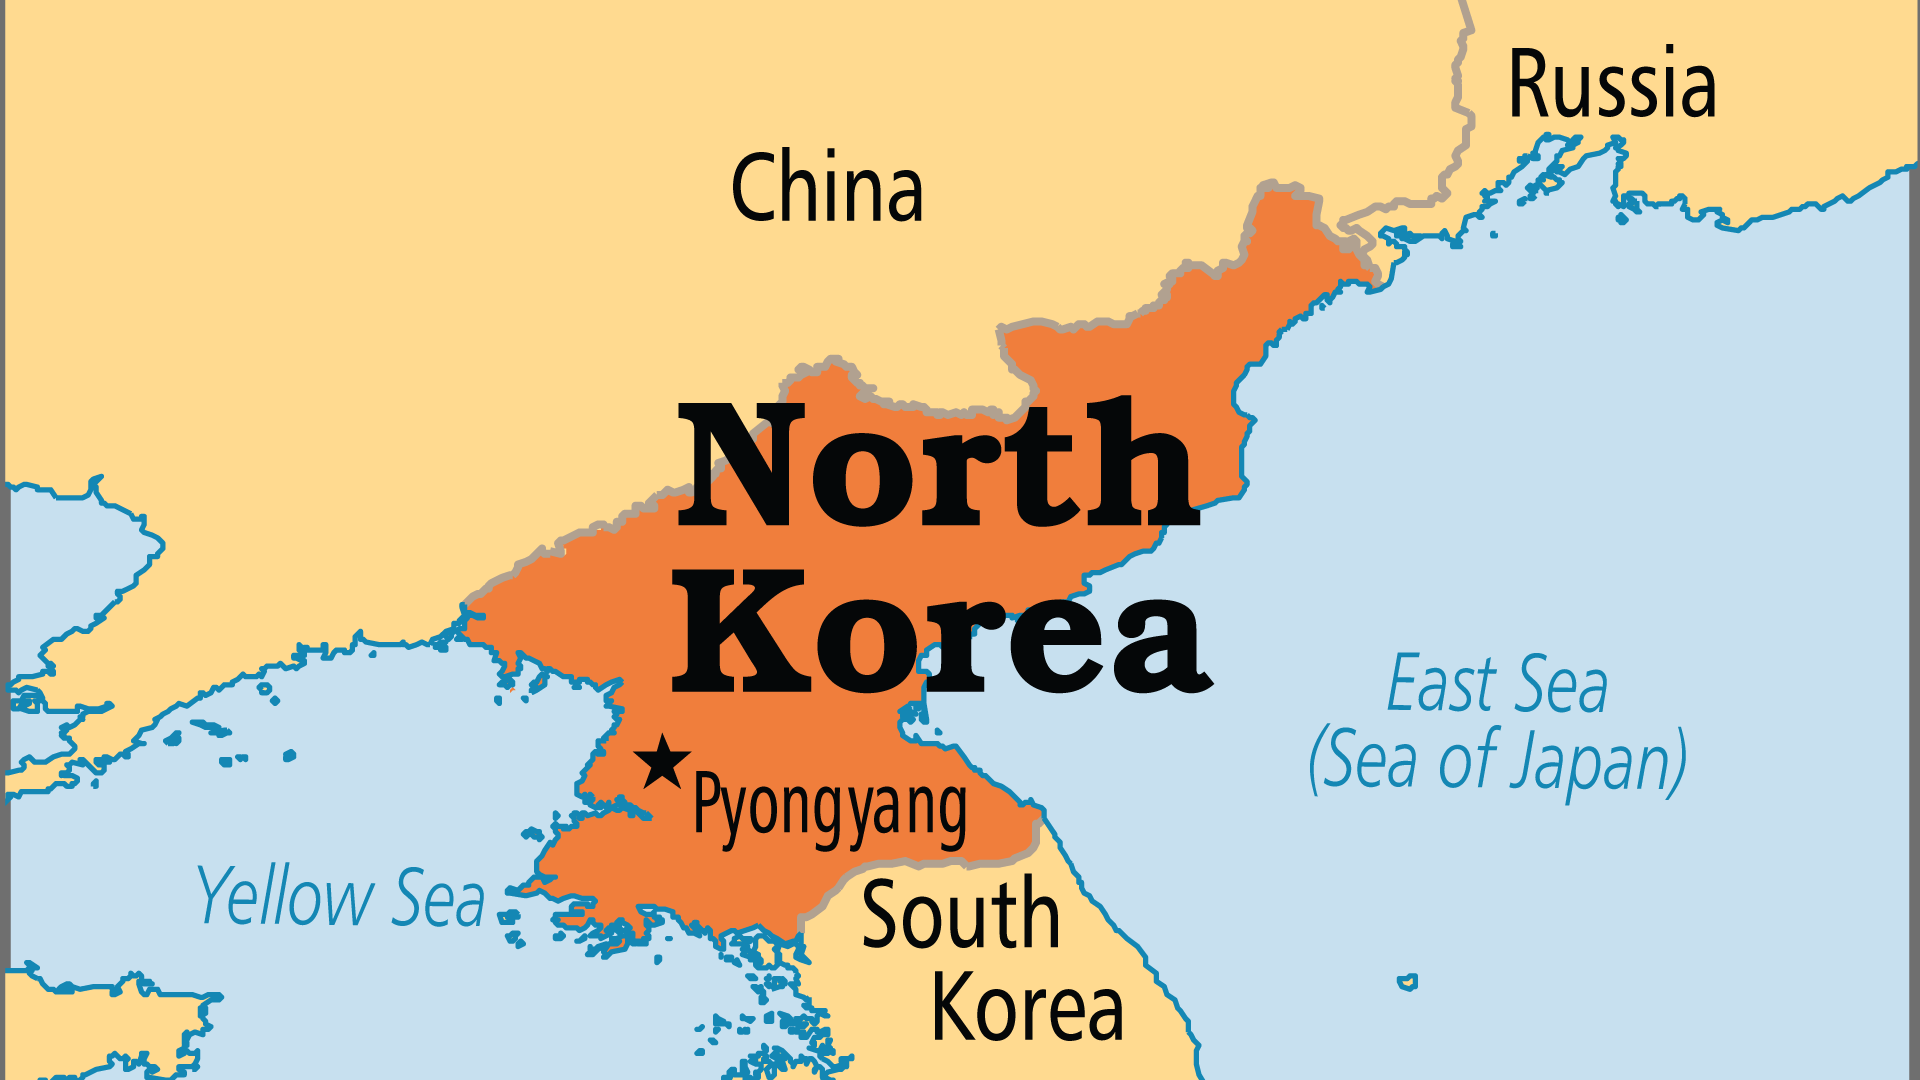 Russia
China
North
Korea
East Sea
(Sea of Japan)
Pyongyang
Yellow Sea
South
Korea